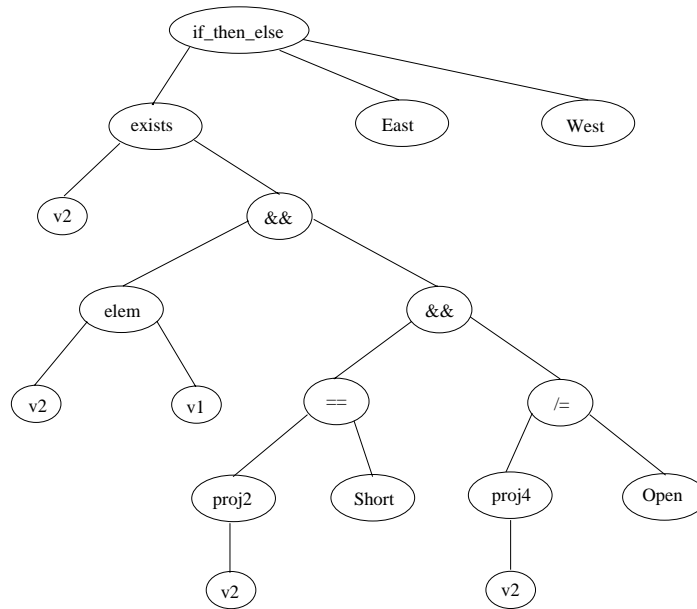 if_then_else
exists East West
v2 &&
elem &&
v2 v1 == /=
proj2 Short proj4 Open
v2 v2